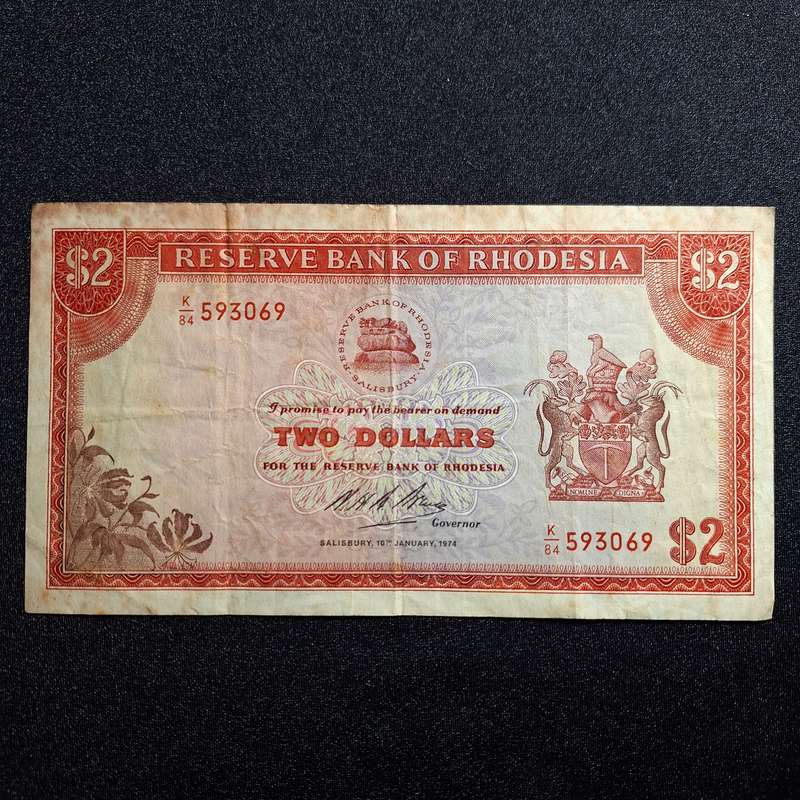 $2 RESERVE BANK OF RHODESIA $2
K/84 593069
RESERVE BANK OF RHODESIA
SALISBURY
I promise to pay the bearer on demand
TWO DOLLARS
FOR THE RESERVE BANK OF RHODESIA
Governor
SALISBURY, 16TH JANUARY, 1974
NOMINE DIGNA
K/84 593069 $2